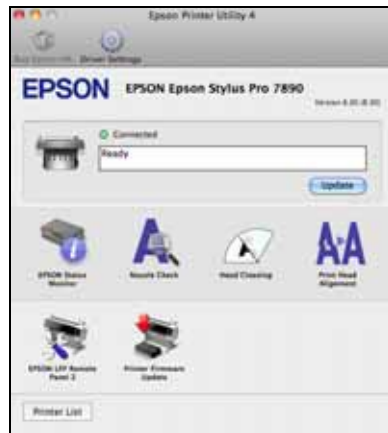 Epson Printer Utility 4
Driver Settings
EPSON EPSON Epson Stylus Pro 7890
Connected
Ready
Update
EPSON Status Monitor
Nozzle Check
Head Cleaning
Print Head Alignment
EPSON LFP Remote Panel 2
Printer Firmware Update
Printer List